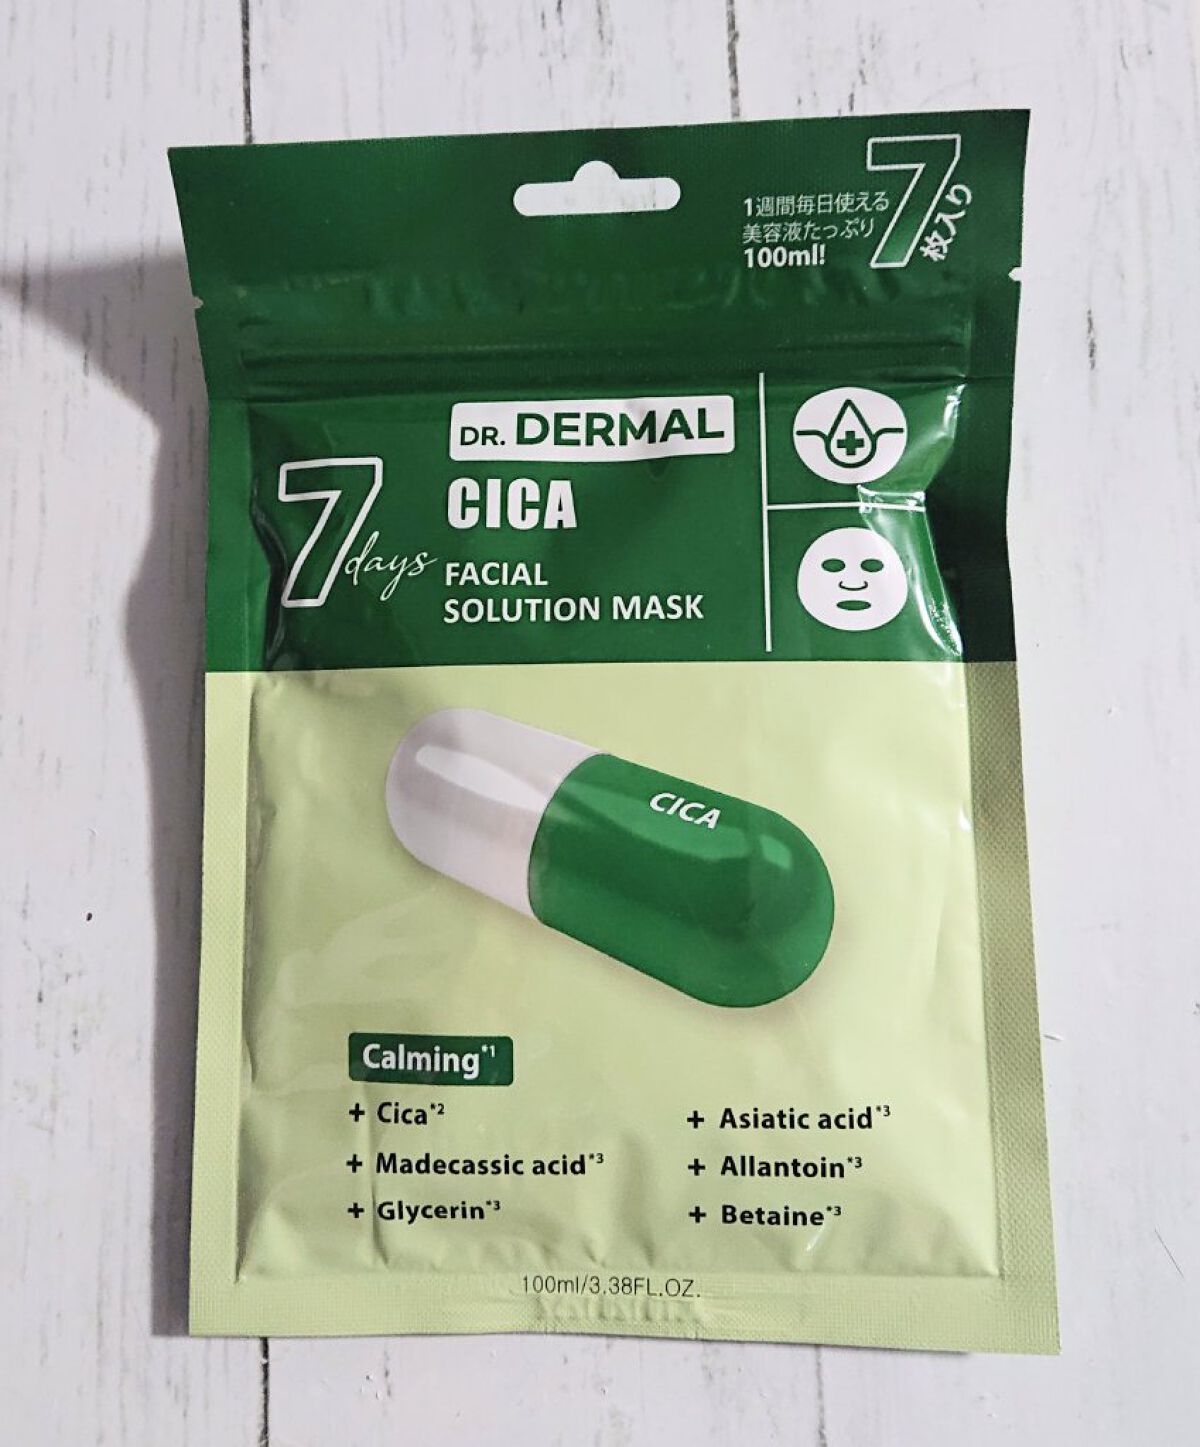 1週間毎日使える
美容液たっぷり
100ml!
7枚入り
DR. DERMAL
7days
CICA
FACIAL
SOLUTION MASK
CICA
Calming*1
+ Cica*2
+ Madecassic acid*3
+ Glycerin*3
+ Asiatic acid*3
+ Allantoin*3
+ Betaine*3
100ml/3.38FL.OZ.